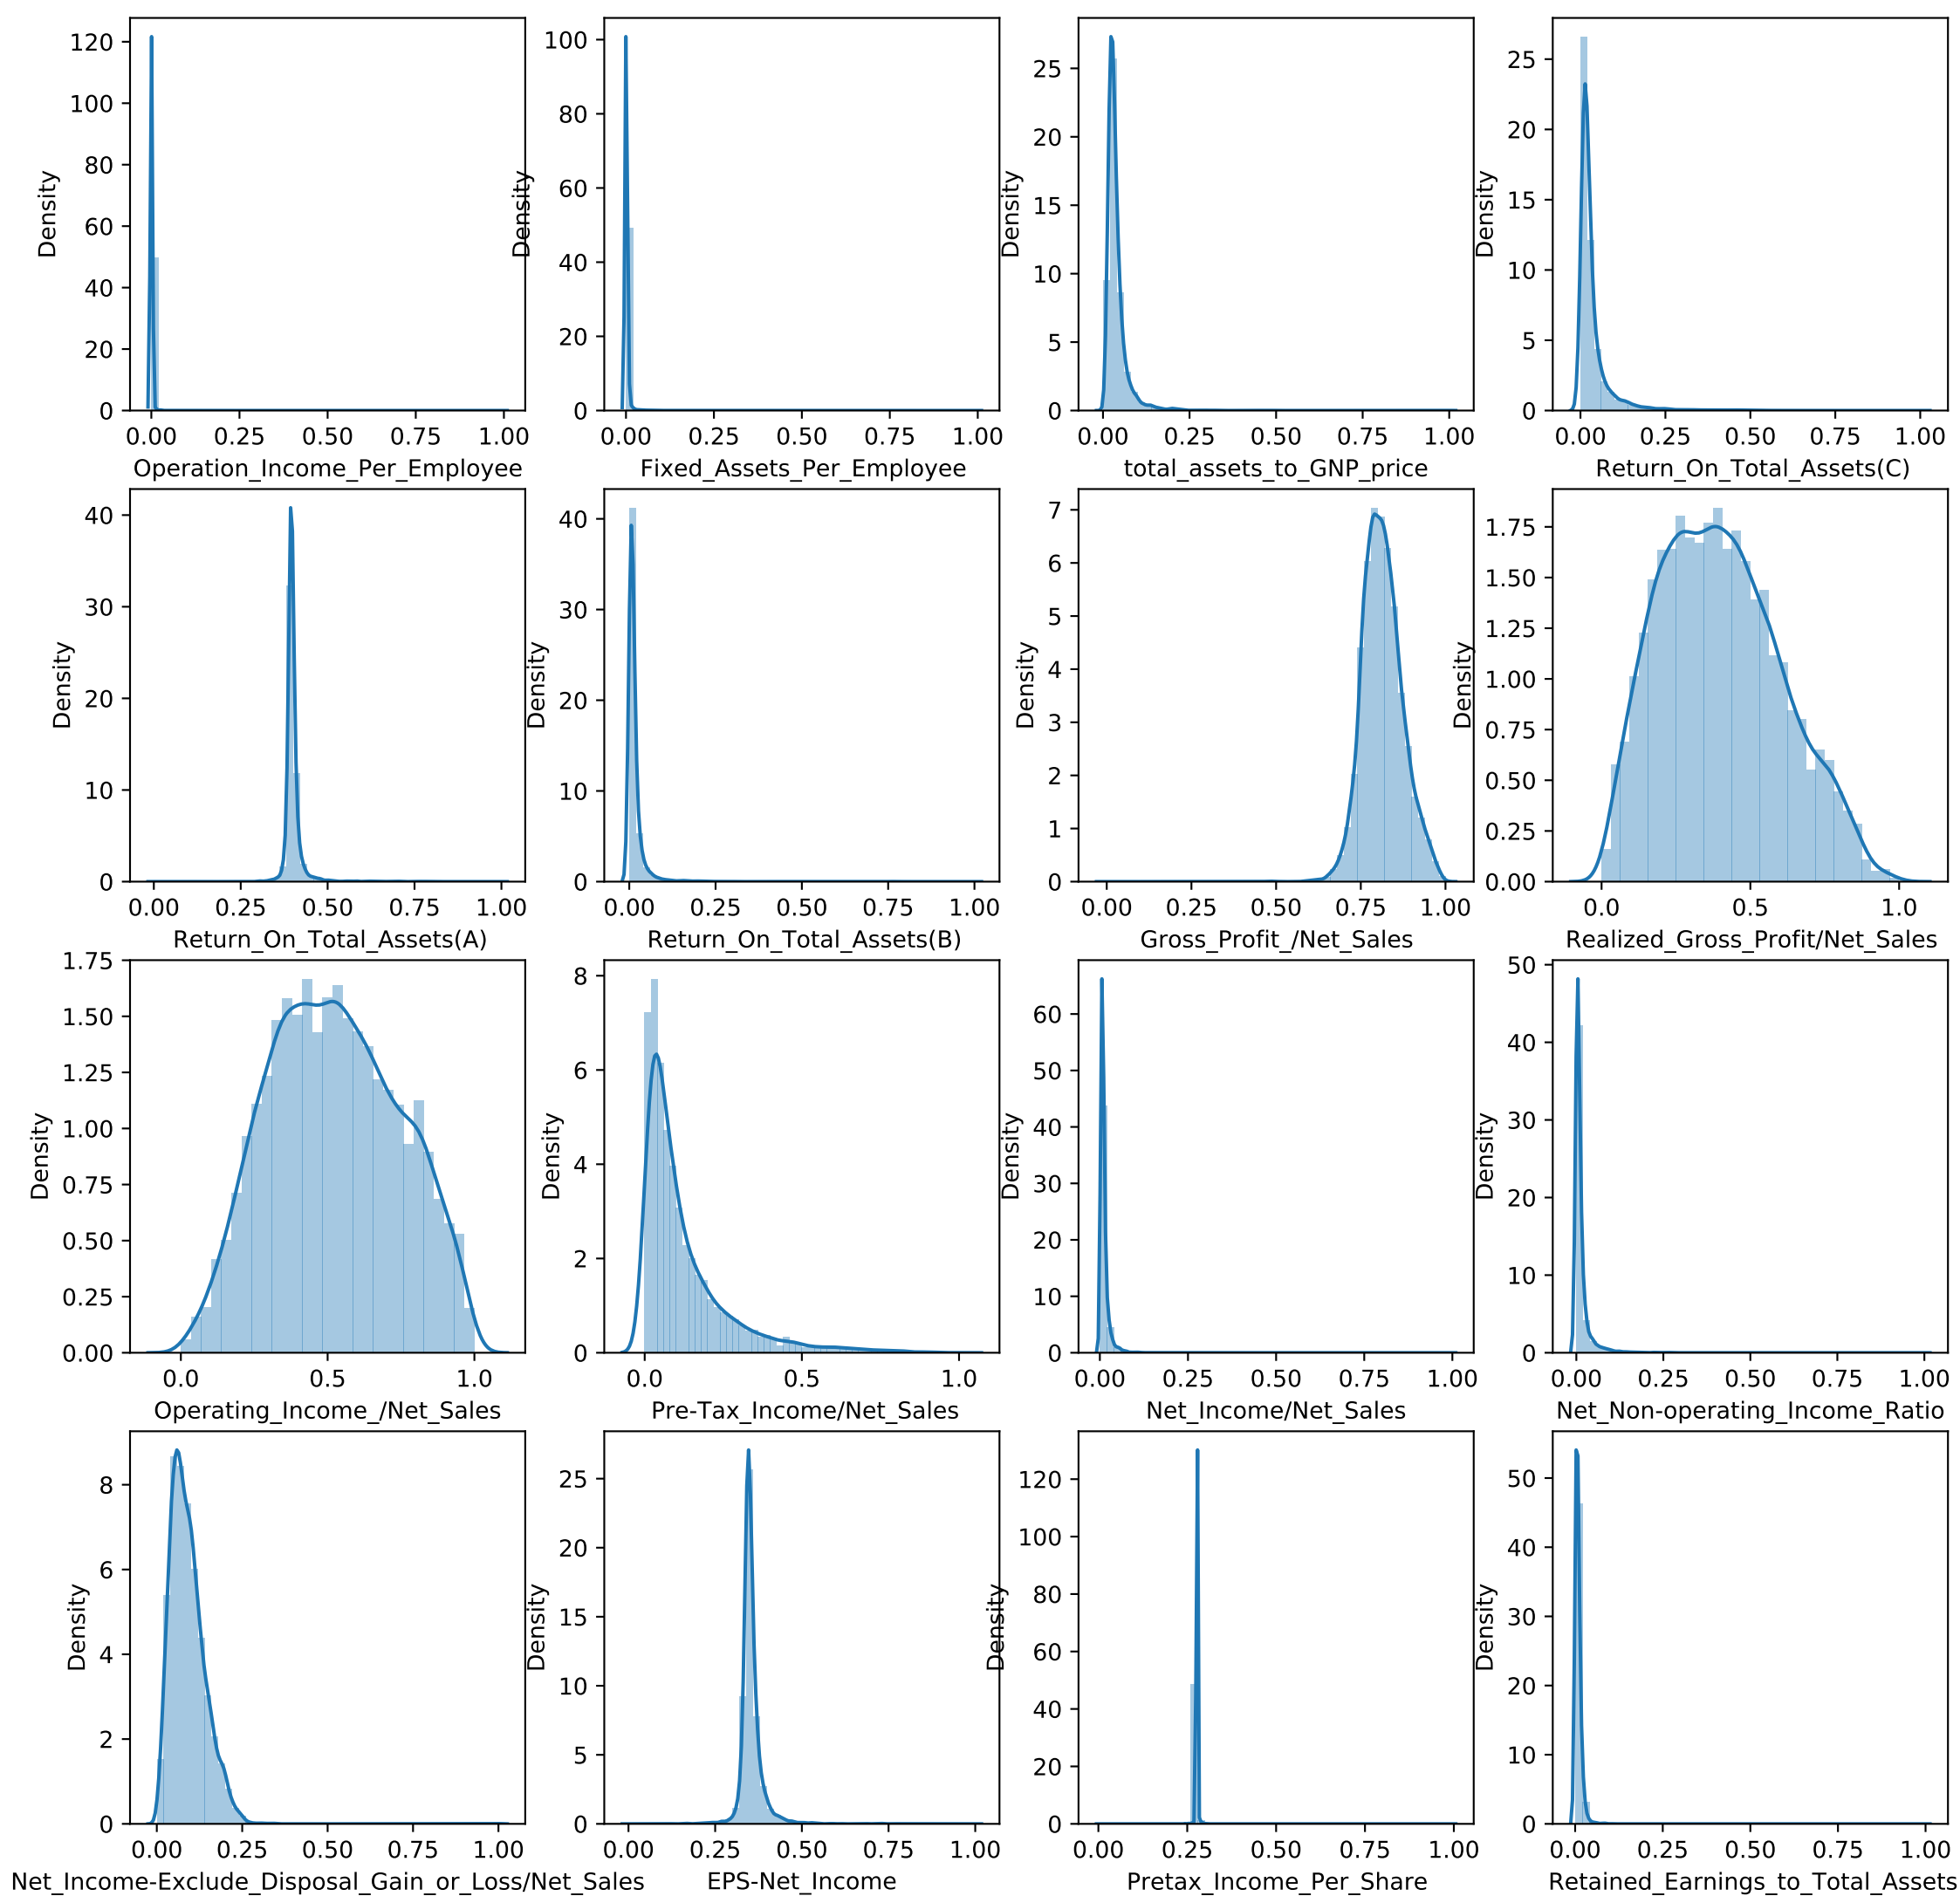 120
100
80
60
40
20
0
Density
0.00 0.25 0.50 0.75 1.00
Operation_Income_Per_Employee
100
80
60
40
20
0
Density
0.00 0.25 0.50 0.75 1.00
Fixed_Assets_Per_Employee
25
20
15
10
5
0
Density
0.00 0.25 0.50 0.75 1.00
total_assets_to_GNP_price
25
20
15
10
5
0
Density
0.00 0.25 0.50 0.75 1.00
Return_On_Total_Assets(C)
40
30
20
10
0
Density
0.00 0.25 0.50 0.75 1.00
Return_On_Total_Assets(A)
40
30
20
10
0
Density
0.00 0.25 0.50 0.75 1.00
Return_On_Total_Assets(B)
7
6
5
4
3
2
1
0
Density
0.00 0.25 0.50 0.75 1.00
Gross_Profit_/Net_Sales
1.75
1.50
1.25
1.00
0.75
0.50
0.25
0.00
Density
0.0 0.5 1.0
Realized_Gross_Profit/Net_Sales
1.75
1.50
1.25
1.00
0.75
0.50
0.25
0.00
Density
0.0 0.5 1.0
Operating_Income_/Net_Sales
8
6
4
2
0
Density
0.0 0.5 1.0
Pre-Tax_Income/Net_Sales
60
50
40
30
20
10
0
Density
0.00 0.25 0.50 0.75 1.00
Net_Income/Net_Sales
50
40
30
20
10
0
Density
0.00 0.25 0.50 0.75 1.00
Net_Non-operating_Income_Ratio
8
6
4
2
0
Density
0.00 0.25 0.50 0.75 1.00
Net_Income-Exclude_Disposal_Gain_or_Loss/Net_Sales
25
20
15
10
5
0
Density
0.00 0.25 0.50 0.75 1.00
EPS-Net_Income
120
100
80
60
40
20
0
Density
0.00 0.25 0.50 0.75 1.00
Pretax_Income_Per_Share
50
40
30
20
10
0
Density
0.00 0.25 0.50 0.75 1.00
Retained_Earnings_to_Total_Assets